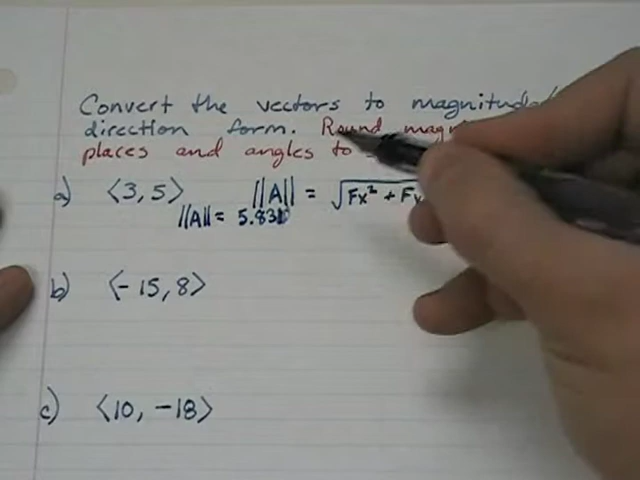 Convert the vectors to magnitude/
direction form. Round
places and angles to
a) ⟨3, 5⟩ ||A|| = √Fx² + Fy
||A|| = 5.831
b) ⟨-15, 8⟩
c) ⟨10, -18⟩